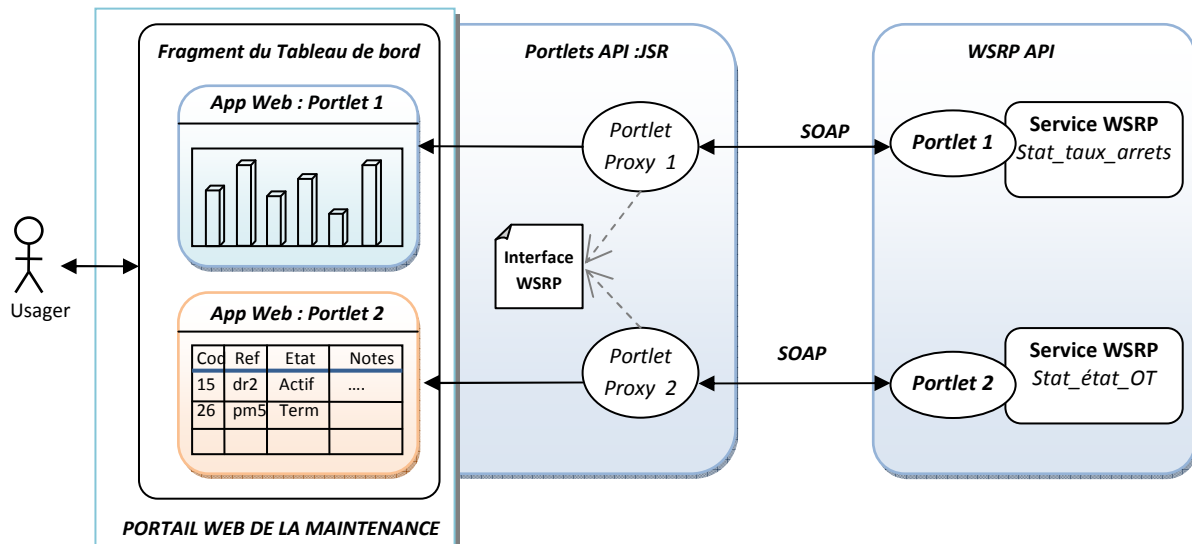 Fragment du Tableau de bord
App Web : Portlet 1
Usager
App Web : Portlet 2
Cod Ref Etat Notes
15 dr2 Actif ....
26 pm5 Term
PORTAIL WEB DE LA MAINTENANCE
Portlets API :JSR
Portlet
Proxy 1
Interface
WSRP
Portlet
Proxy 2
SOAP
SOAP
WSRP API
Portlet 1
Service WSRP
Stat_taux_arrets
Portlet 2
Service WSRP
Stat_état_OT